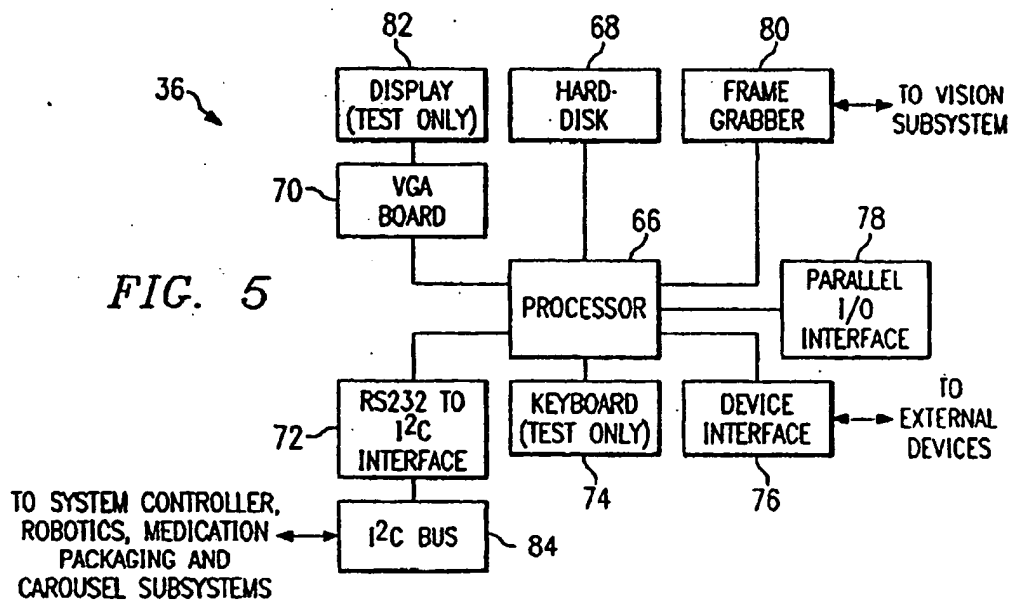 82
68
80
36
DISPLAY
(TEST ONLY)
HARD-
DISK
FRAME
GRABBER
TO VISION
SUBSYSTEM
70
VGA
BOARD
66
78
FIG. 5
PROCESSOR
PARALLEL
I/O
INTERFACE
72
RS232 TO
I²C
INTERFACE
KEYBOARD
(TEST ONLY)
DEVICE
INTERFACE
TO
EXTERNAL
DEVICES
74
76
TO SYSTEM CONTROLLER,
ROBOTICS, MEDICATION
PACKAGING AND
CAROUSEL SUBSYSTEMS
I²C BUS
84